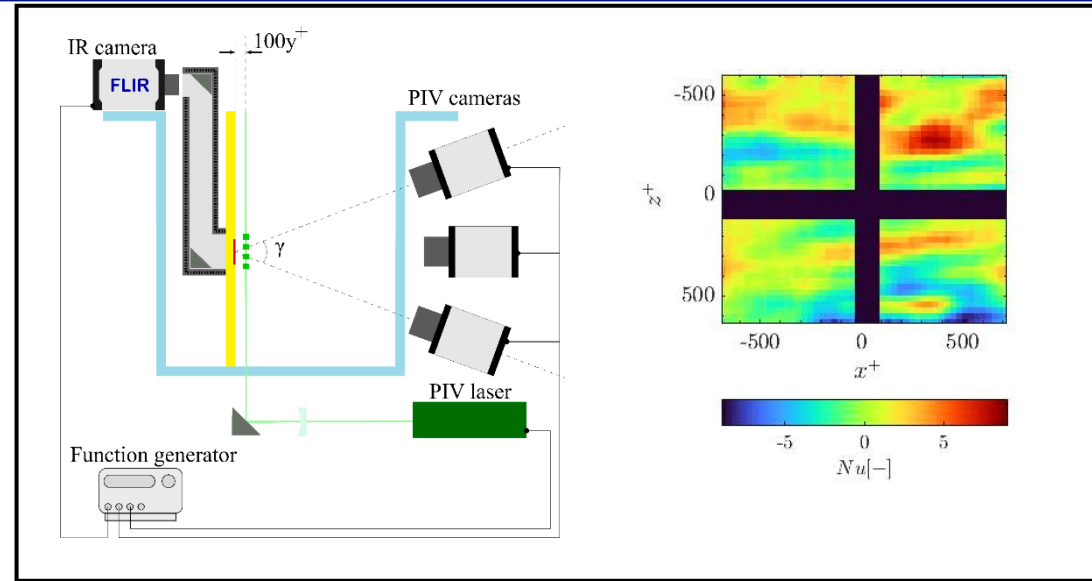 100y⁺
IR camera
FLIR
PIV cameras
γ
PIV laser
Function generator
-500
0
500
z⁺
-500
0
500
x⁺
-5
0
5
Nu[−]